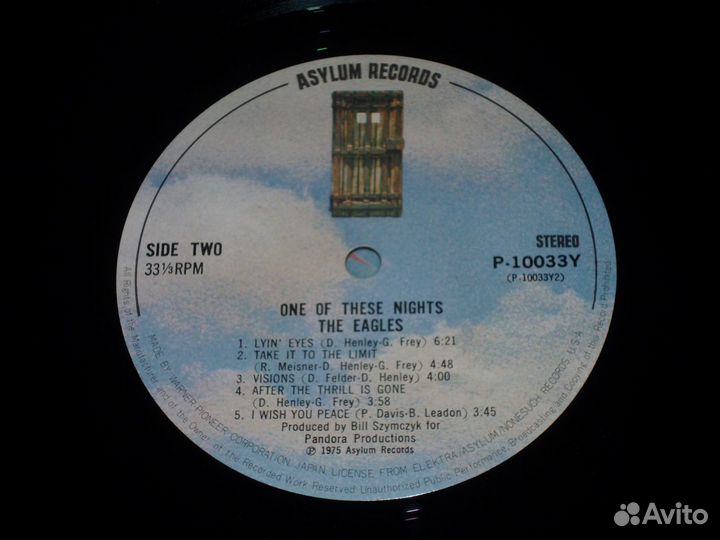 ASYLUM RECORDS
SIDE TWO
33 1/3 RPM
STEREO
P-10033Y
(P-10033Y2)
ONE OF THESE NIGHTS
THE EAGLES
1. LYIN' EYES (D. Henley-G. Frey) 6:21
2. TAKE IT TO THE LIMIT
(R. Meisner-D. Henley-G. Frey) 4:48
3. VISIONS (D. Felder-D. Henley) 4:00
4. AFTER THE THRILL IS GONE
(D. Henley-G. Frey) 3:58
5. I WISH YOU PEACE (P. Davis-B. Leadon) 3:45
Produced by Bill Szymczyk for
Pandora Productions
℗ 1975 Asylum Records
MADE BY WARNER-PIONEER CORPORATION, JAPAN, LICENSE FROM ELEKTRA/ASYLUM/NONESUCH RECORDS, U·S·A·
All Rights of the Manufacturer and of the Owner of the Recorded Work Reserved Unauthorized Public Performance, Broadcasting and Copying of this Record Prohibited
Avito